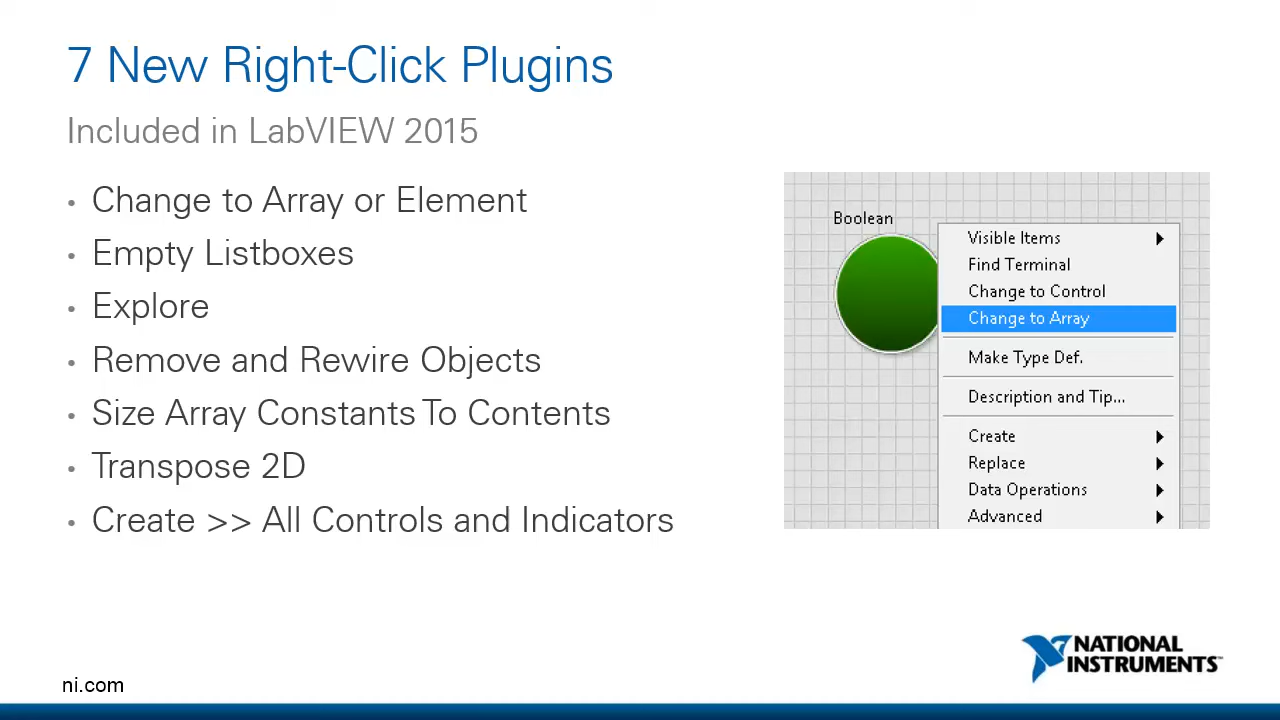 7 New Right-Click Plugins
Included in LabVIEW 2015
• Change to Array or Element
• Empty Listboxes
• Explore
• Remove and Rewire Objects
• Size Array Constants To Contents
• Transpose 2D
• Create >> All Controls and Indicators
Boolean
Visible Items
Find Terminal
Change to Control
Change to Array
Make Type Def.
Description and Tip...
Create
Replace
Data Operations
Advanced
NATIONAL
INSTRUMENTS™
ni.com